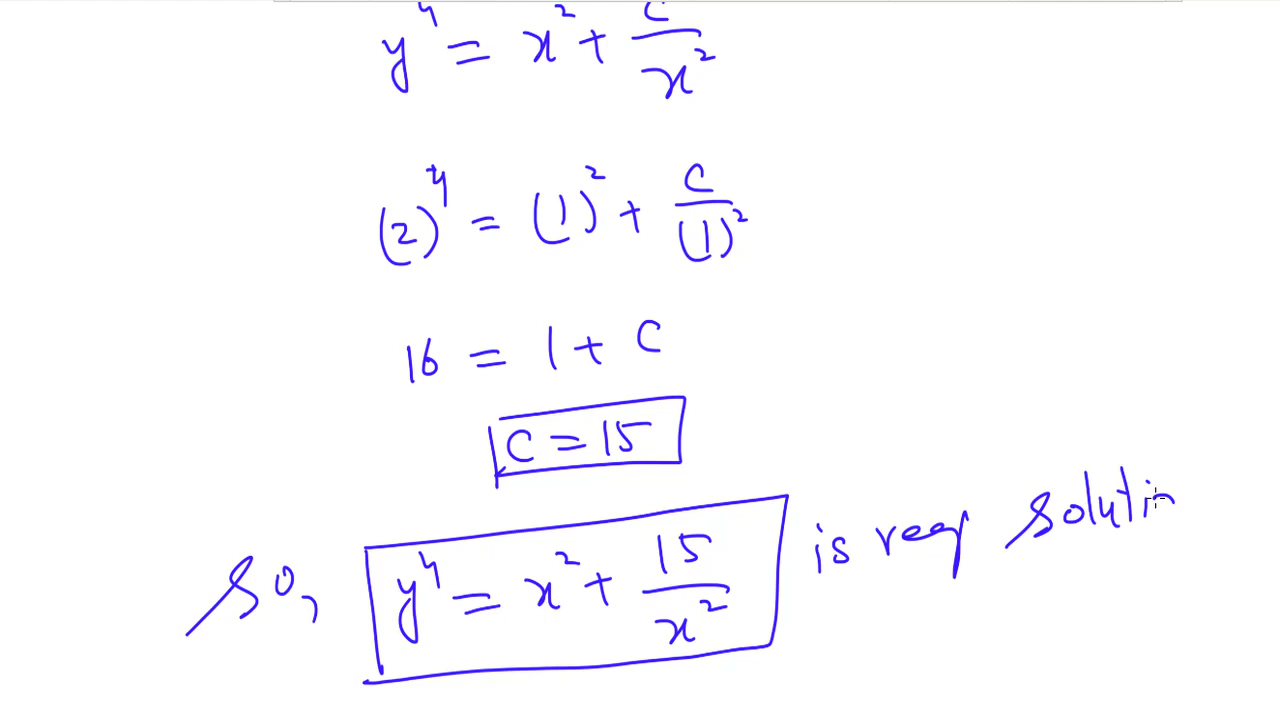 y⁴ = x² + C/x²
(2)⁴ = (1)² + C/(1)²
16 = 1 + C
C = 15
So, y⁴ = x² + 15/x² is req solutin